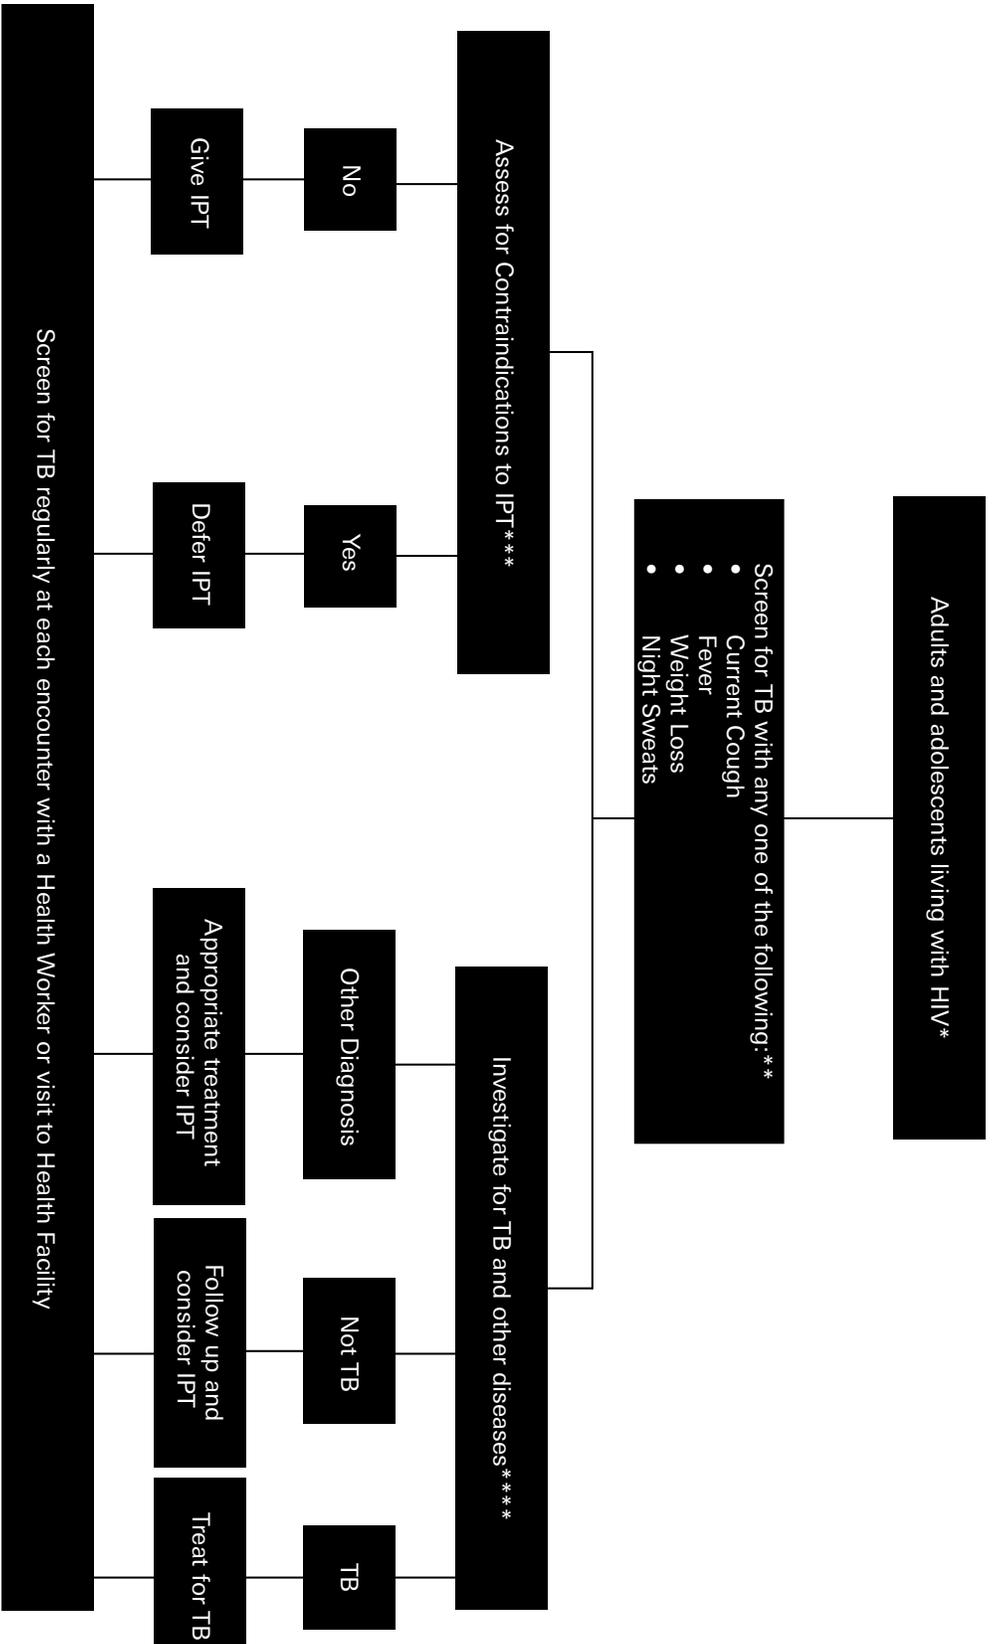 Adults and adolescents living with HIV*
Screen for TB with any one of the following:**
• Current Cough
• Fever
• Weight Loss
• Night Sweats
Assess for Contraindications to IPT***
Investigate for TB and other diseases****
No
Yes
Other Diagnosis
Not TB
TB
Give IPT
Defer IPT
Appropriate treatment
and consider IPT
Follow up and
consider IPT
Treat for TB
Screen for TB regularly at each encounter with a Health Worker or visit to Health Facility